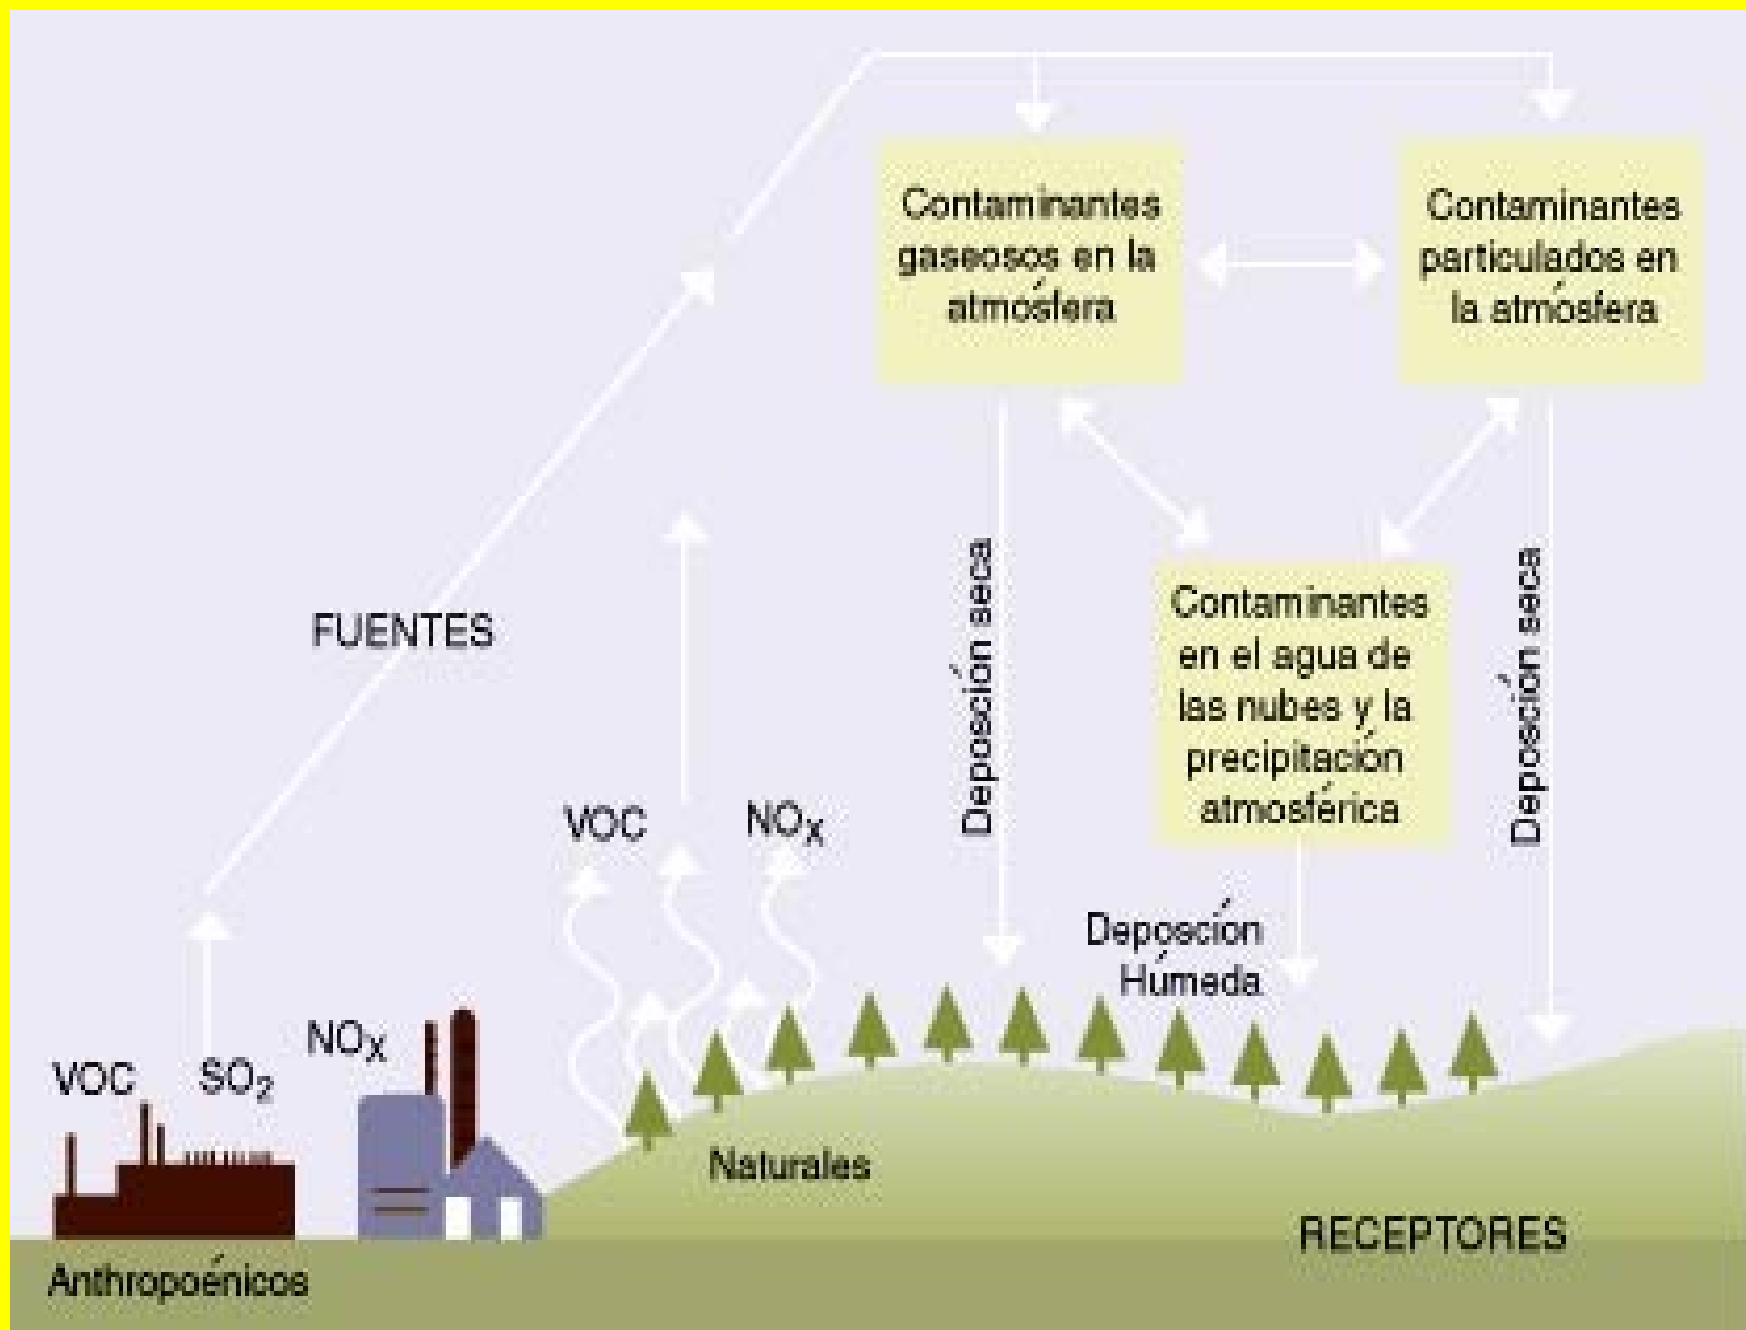 Contaminantes
gaseosos en la
atmósfera
Contaminantes
particulados en
la atmósfera
FUENTES
Deposción seca
Contaminantes
en el agua de
las nubes y la
precipitación
atmosférica
Deposción seca
VOC
NOx
Deposcíon
Húmeda
NOx
VOC
SO2
Naturales
RECEPTORES
Anthropoénicos